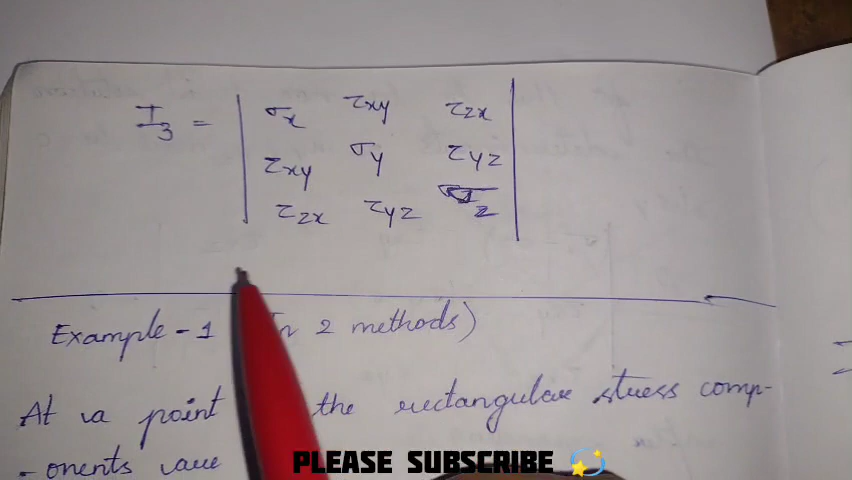 I₃ =
| σx τxy τzx |
| τxy σy τyz |
| τzx τyz σz |
Example - 1 In 2 methods)
At a point the rectangular stress comp-
-onents are
PLEASE SUBSCRIBE